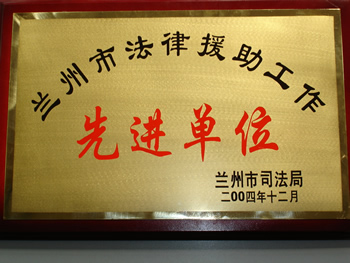 兰州市法律援助工作
先进单位
兰州市司法局
二00四年十二月